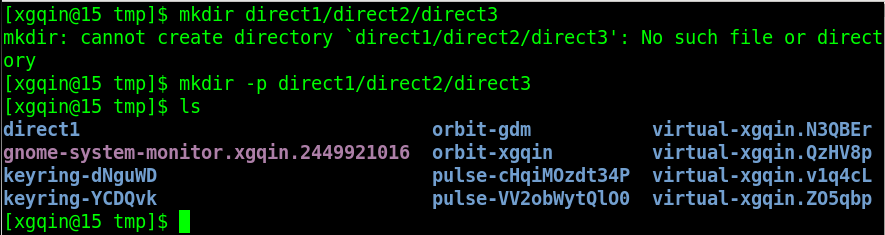 [xgqin@15 tmp]$ mkdir direct1/direct2/direct3
mkdir: cannot create directory `direct1/direct2/direct3': No such file or direct
ory
[xgqin@15 tmp]$ mkdir -p direct1/direct2/direct3
[xgqin@15 tmp]$ ls
direct1 orbit-gdm virtual-xgqin.N3QBEr
gnome-system-monitor.xgqin.2449921016 orbit-xgqin virtual-xgqin.QzHV8p
keyring-dNguWD pulse-cHqiMOzdt34P virtual-xgqin.v1q4cL
keyring-YCDQvk pulse-VV2obWytQlO0 virtual-xgqin.ZO5qbp
[xgqin@15 tmp]$